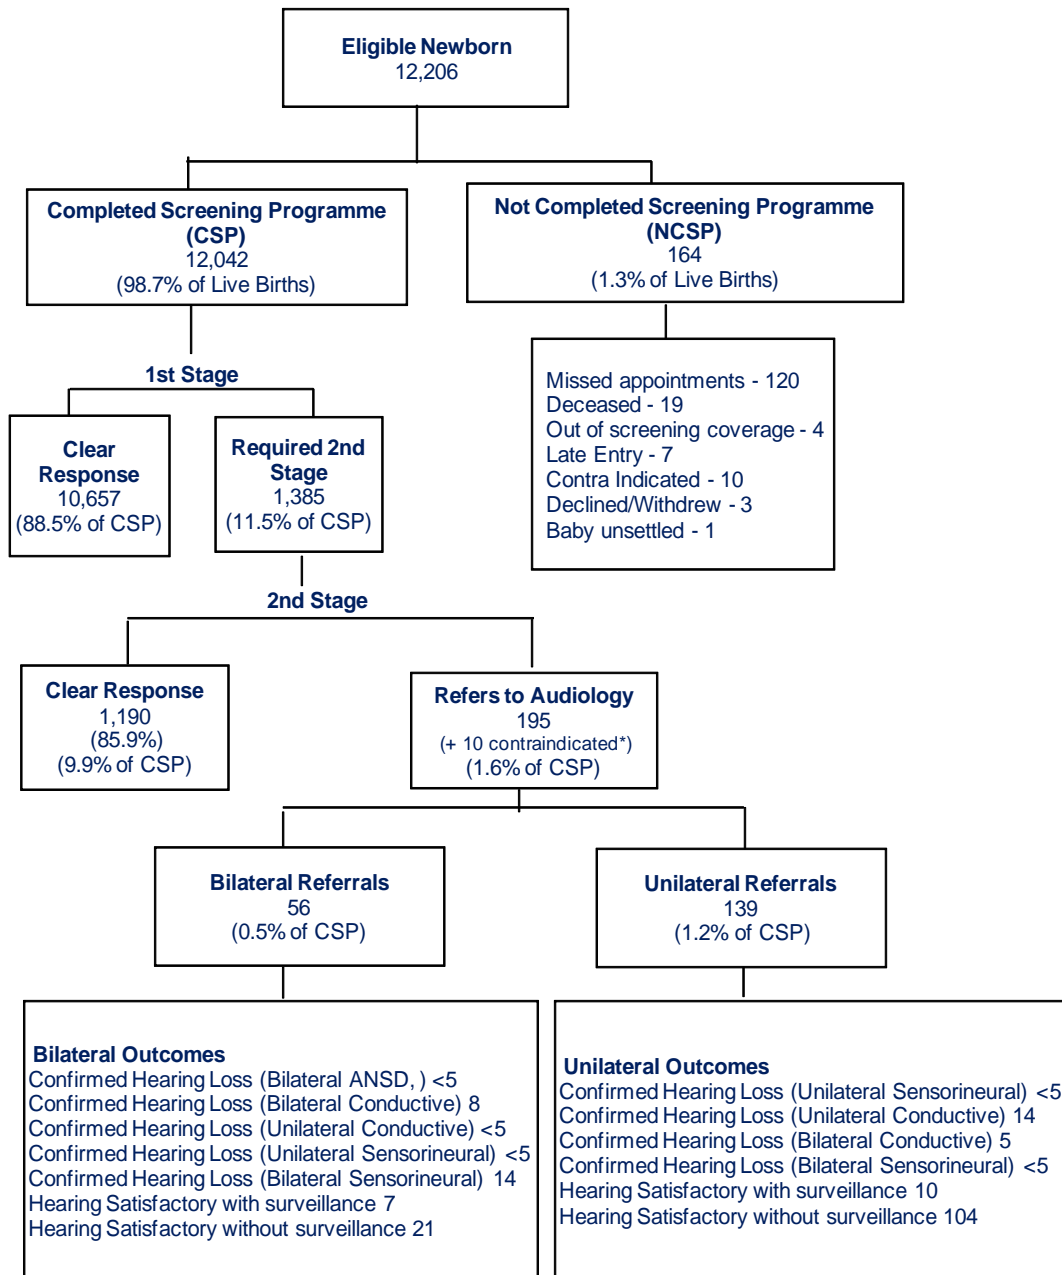 Eligible Newborn
12,206
Completed Screening Programme
(CSP)
12,042
(98.7% of Live Births)
Not Completed Screening Programme
(NCSP)
164
(1.3% of Live Births)
Missed appointments - 120
Deceased - 19
Out of screening coverage - 4
Late Entry - 7
Contra Indicated - 10
Declined/Withdrew - 3
Baby unsettled - 1
1st Stage
Clear
Response
10,657
(88.5% of CSP)
Required 2nd
Stage
1,385
(11.5% of CSP)
2nd Stage
Clear Response
1,190
(85.9%)
(9.9% of CSP)
Refers to Audiology
195
(+ 10 contraindicated*)
(1.6% of CSP)
Bilateral Referrals
56
(0.5% of CSP)
Unilateral Referrals
139
(1.2% of CSP)
Bilateral Outcomes
Confirmed Hearing Loss (Bilateral ANSD, ) <5
Confirmed Hearing Loss (Bilateral Conductive) 8
Confirmed Hearing Loss (Unilateral Conductive) <5
Confirmed Hearing Loss (Unilateral Sensorineural) <5
Confirmed Hearing Loss (Bilateral Sensorineural) 14
Hearing Satisfactory with surveillance 7
Hearing Satisfactory without surveillance 21
Unilateral Outcomes
Confirmed Hearing Loss (Unilateral Sensorineural) <5
Confirmed Hearing Loss (Unilateral Conductive) 14
Confirmed Hearing Loss (Bilateral Conductive) 5
Confirmed Hearing Loss (Bilateral Sensorineural) <5
Hearing Satisfactory with surveillance 10
Hearing Satisfactory without surveillance 104